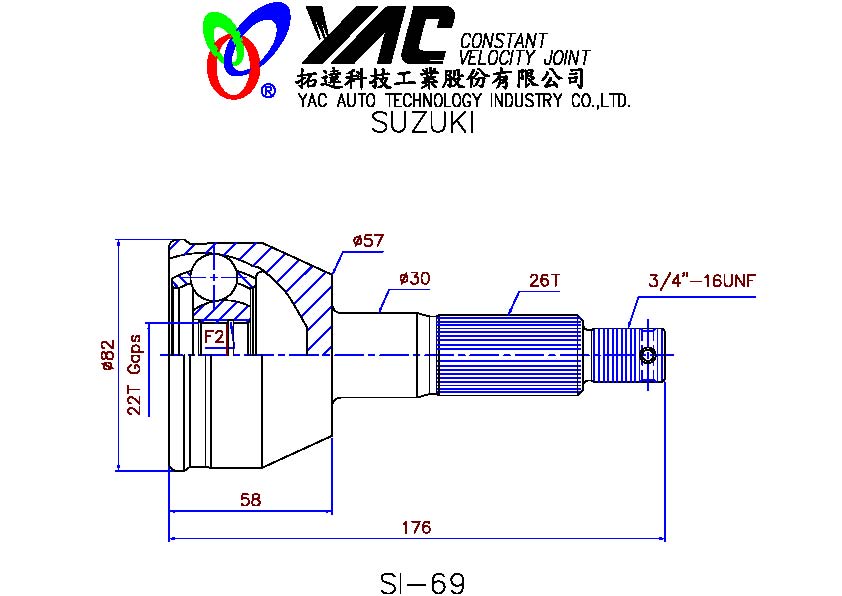 YAC CONSTANT
VELOCITY JOINT
®
拓達科技工業股份有限公司
YAC AUTO TECHNOLOGY INDUSTRY CO.,LTD.
SUZUKI
ø57
ø30
26T
3/4"-16UNF
ø82
22T Gaps
F2
58
176
SI-69